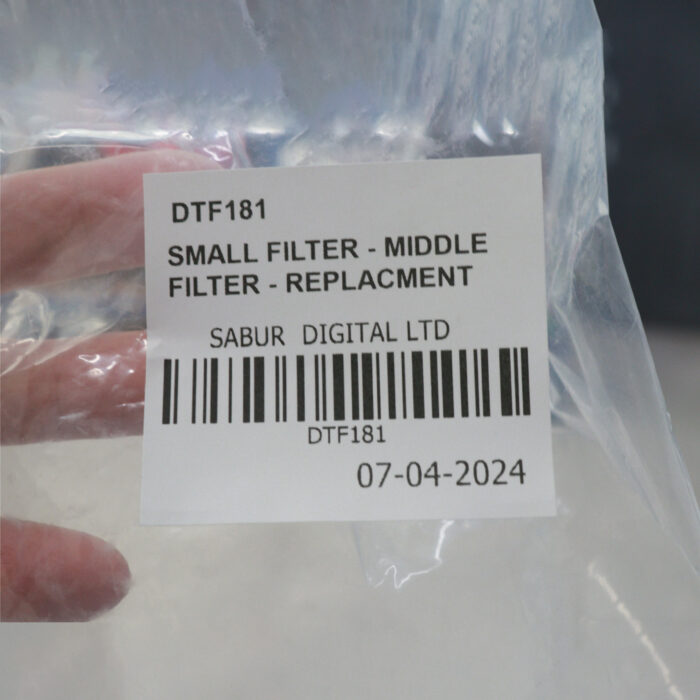 DTF181
SMALL FILTER - MIDDLE
FILTER - REPLACMENT
SABUR DIGITAL LTD
DTF181
07-04-2024